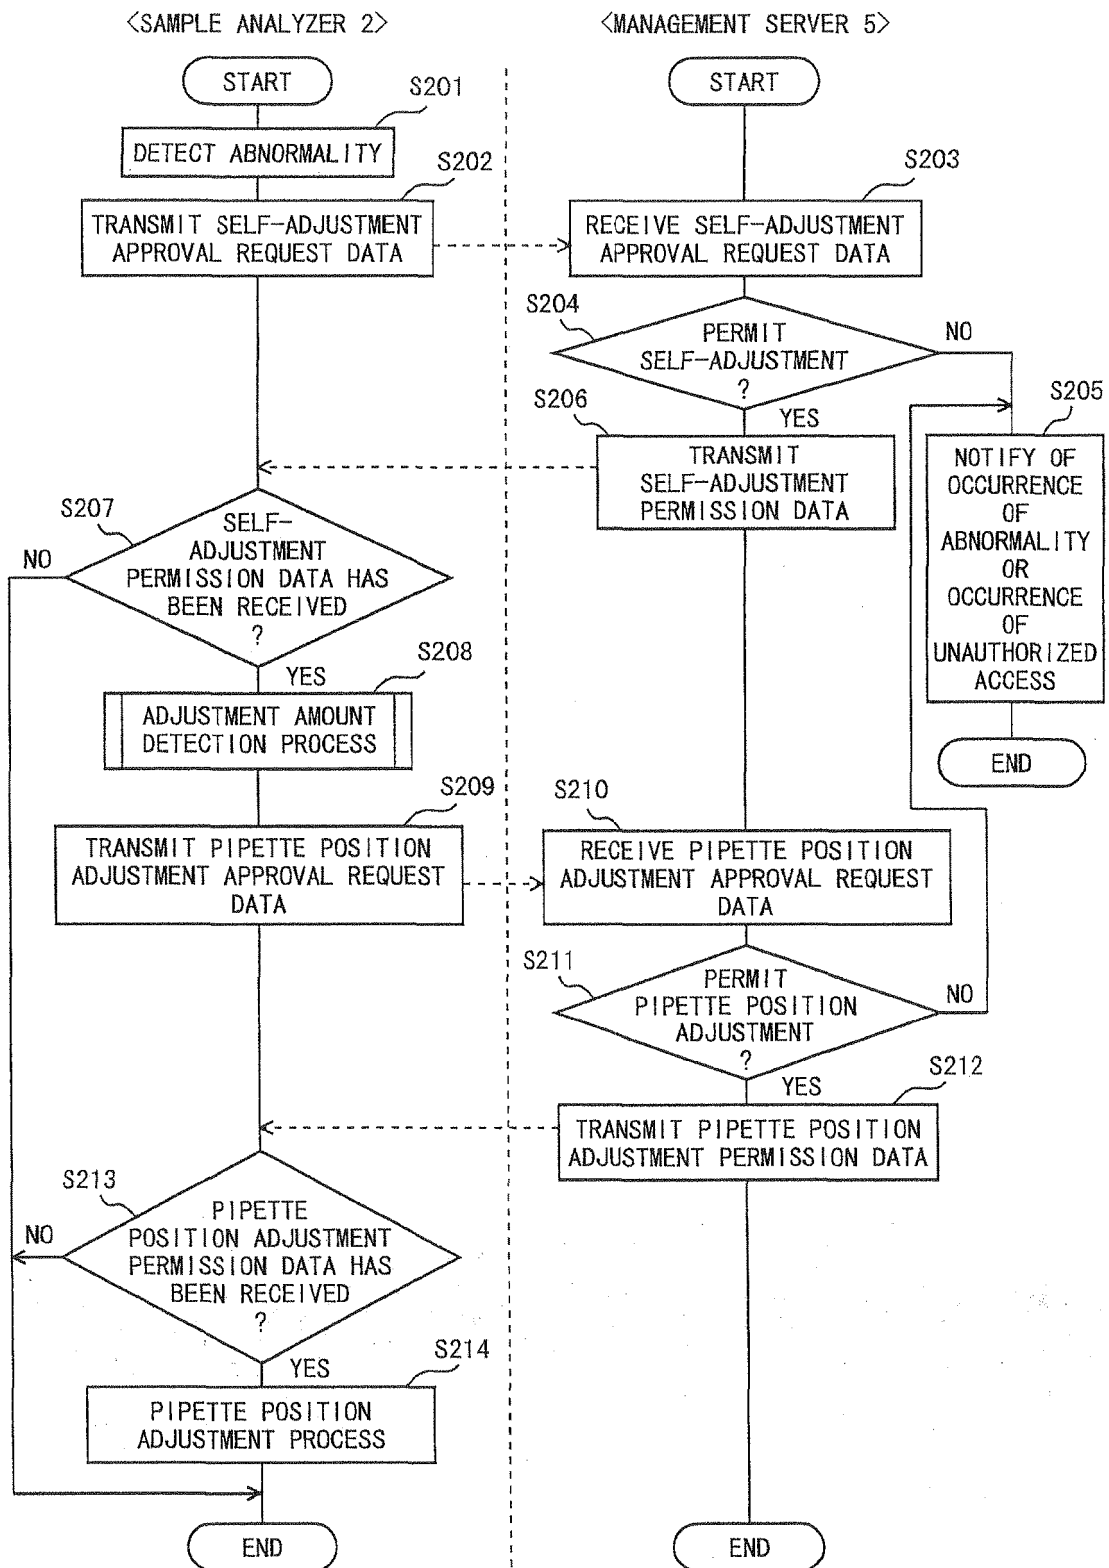 <SAMPLE ANALYZER 2>
<MANAGEMENT SERVER 5>
START
START
S201
DETECT ABNORMALITY
S202
TRANSMIT SELF-ADJUSTMENT
APPROVAL REQUEST DATA
S203
RECEIVE SELF-ADJUSTMENT
APPROVAL REQUEST DATA
S204
PERMIT
SELF-ADJUSTMENT
?
NO
YES
S205
NOTIFY OF
OCCURRENCE
OF
ABNORMALITY
OR
OCCURRENCE
OF
UNAUTHORIZED
ACCESS
END
S206
TRANSMIT
SELF-ADJUSTMENT
PERMISSION DATA
S207
SELF-
ADJUSTMENT
PERMISSION DATA HAS
BEEN RECEIVED
?
NO
YES
S208
ADJUSTMENT AMOUNT
DETECTION PROCESS
S209
TRANSMIT PIPETTE POSITION
ADJUSTMENT APPROVAL REQUEST
DATA
S210
RECEIVE PIPETTE POSITION
ADJUSTMENT APPROVAL REQUEST
DATA
S211
PERMIT
PIPETTE POSITION
ADJUSTMENT
?
NO
YES
S212
TRANSMIT PIPETTE POSITION
ADJUSTMENT PERMISSION DATA
S213
PIPETTE
POSITION ADJUSTMENT
PERMISSION DATA HAS
BEEN RECEIVED
?
NO
YES
S214
PIPETTE POSITION
ADJUSTMENT PROCESS
END
END